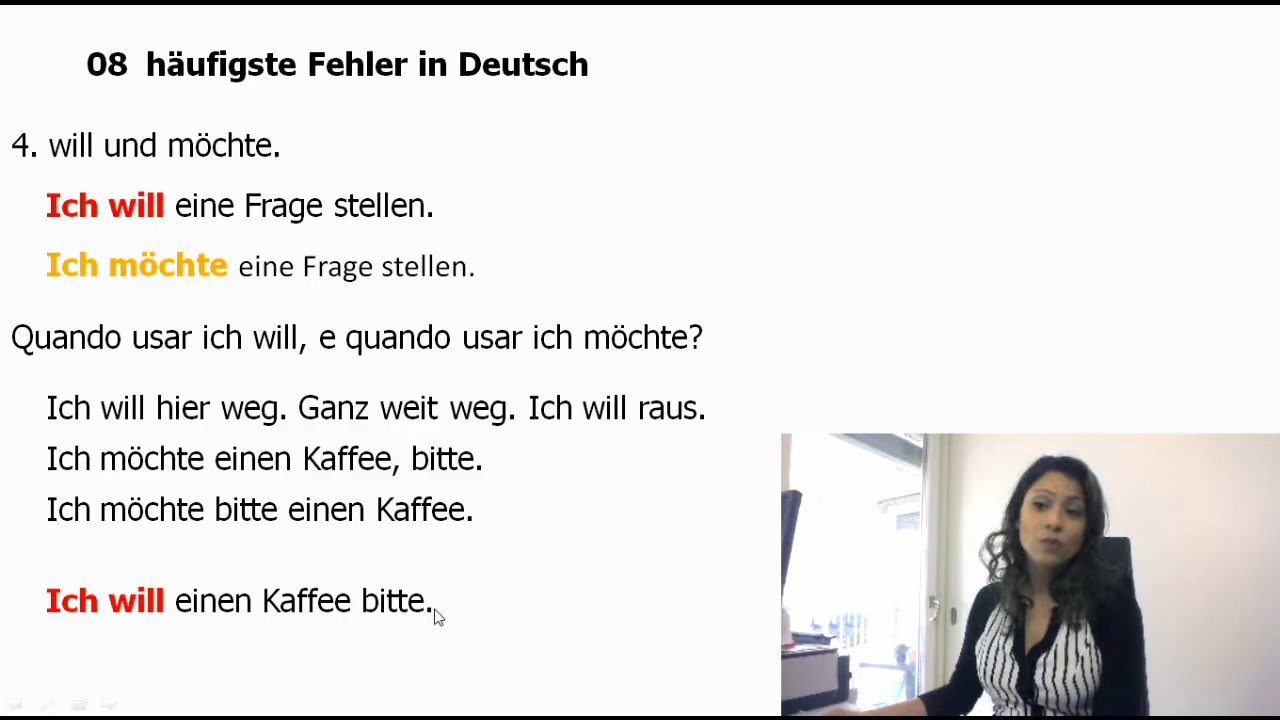 08 häufigste Fehler in Deutsch
4. will und möchte.
Ich will eine Frage stellen.
Ich möchte eine Frage stellen.
Quando usar ich will, e quando usar ich möchte?
Ich will hier weg. Ganz weit weg. Ich will raus.
Ich möchte einen Kaffee, bitte.
Ich möchte bitte einen Kaffee.
Ich will einen Kaffee bitte.